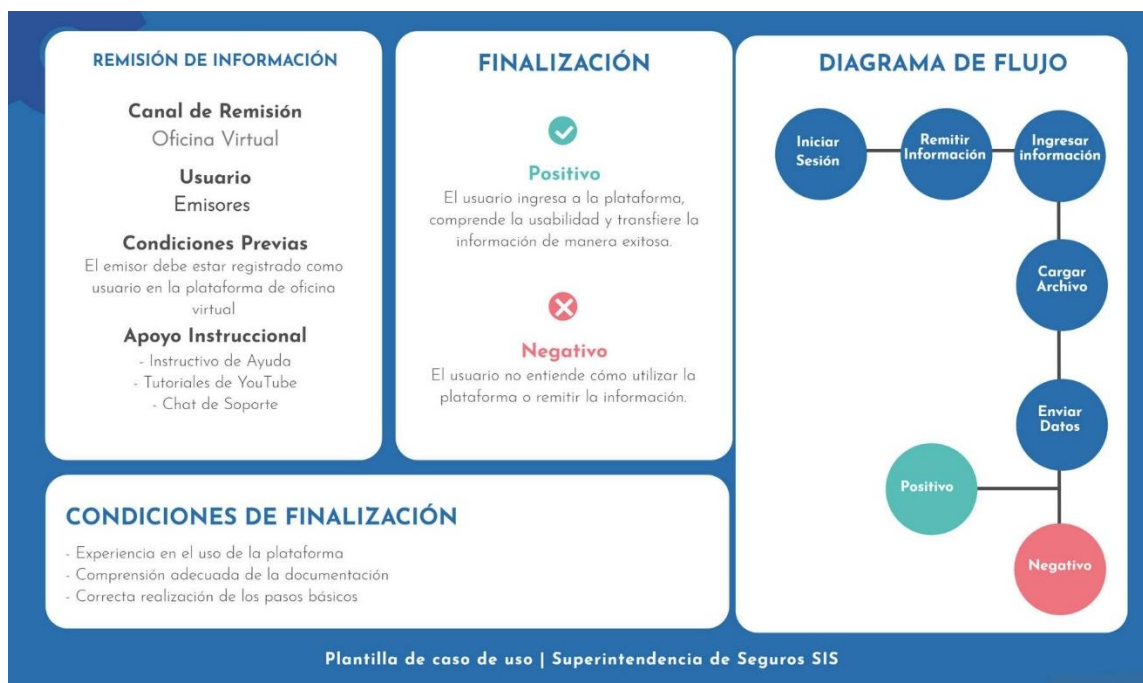 REMISIÓN DE INFORMACIÓN
Canal de Remisión
Oficina Virtual
Usuario
Emisores
Condiciones Previas
El emisor debe estar registrado como
usuario en la plataforma de oficina
virtual
Apoyo Instruccional
- Instructivo de Ayuda
- Tutoriales de YouTube
- Chat de Soporte
FINALIZACIÓN
Positivo
El usuario ingresa a la plataforma,
comprende la usabilidad y transfiere la
información de manera exitosa.
Negativo
El usuario no entiende cómo utilizar la
plataforma o remitir la información.
DIAGRAMA DE FLUJO
Iniciar
Sesión
Remitir
Información
Ingresar
información
Cargar
Archivo
Enviar
Datos
Positivo
Negativo
CONDICIONES DE FINALIZACIÓN
- Experiencia en el uso de la plataforma
- Comprensión adecuada de la documentación
- Correcta realización de los pasos básicos
Plantilla de caso de uso | Superintendencia de Seguros SIS